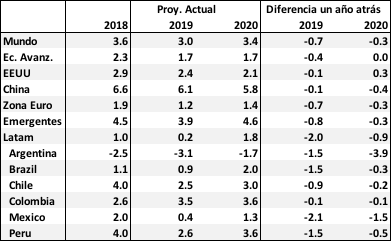 Proy. Actual Diferencia un año atrás
2018 2019 2020 2019 2020
Mundo 3.6 3.0 3.4 -0.7 -0.3
Ec. Avanz. 2.3 1.7 1.7 -0.4 0.0
EEUU 2.9 2.4 2.1 -0.1 0.3
China 6.6 6.1 5.8 -0.1 -0.4
Zona Euro 1.9 1.2 1.4 -0.7 -0.3
Emergentes 4.5 3.9 4.6 -0.8 -0.3
Latam 1.0 0.2 1.8 -2.0 -0.9
Argentina -2.5 -3.1 -1.7 -1.5 -3.9
Brazil 1.1 0.9 2.0 -1.5 -0.3
Chile 4.0 2.5 3.0 -0.9 -0.2
Colombia 2.6 3.5 3.6 -0.1 -0.1
Mexico 2.0 0.4 1.3 -2.1 -1.5
Peru 4.0 2.6 3.6 -1.5 -0.5